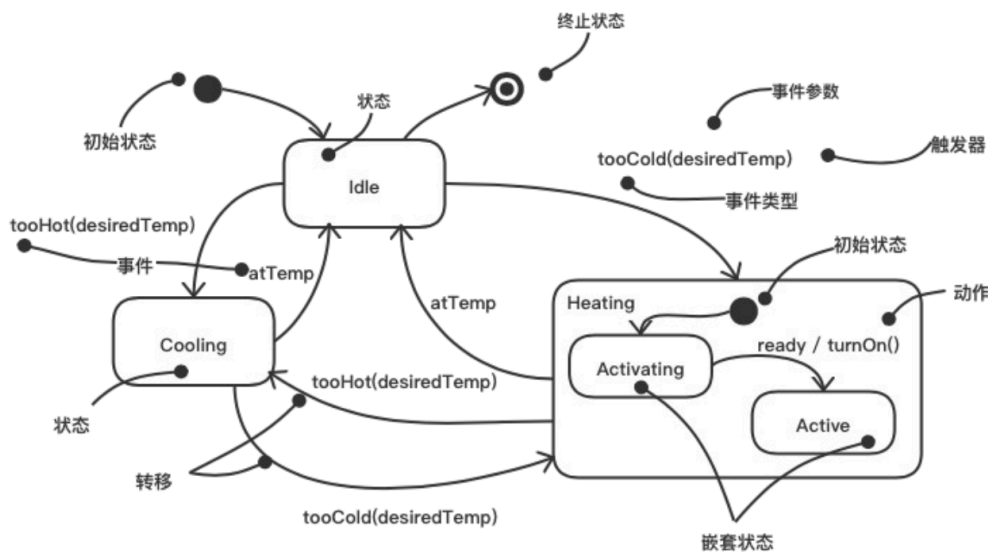 终止状态
事件参数
状态
初始状态
触发器
tooCold(desiredTemp)
Idle
事件类型
tooHot(desiredTemp)
初始状态
事件
atTemp
动作
atTemp
Heating
Cooling
ready / turnOn()
Activating
tooHot(desiredTemp)
状态
Active
转移
tooCold(desiredTemp)
嵌套状态